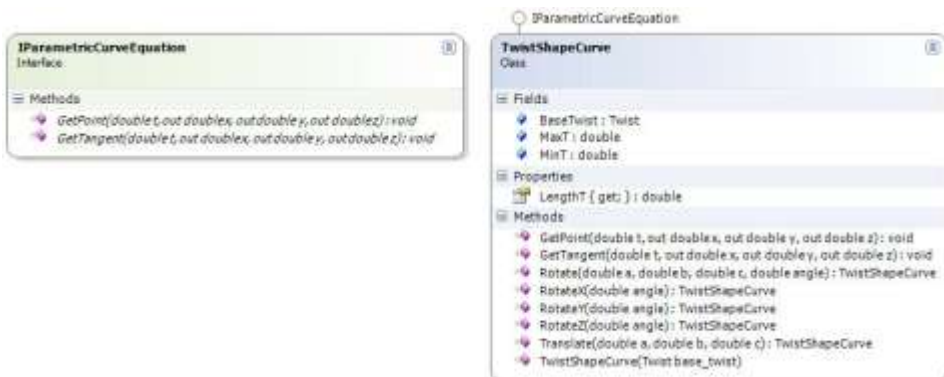 IParametricCurveEquation
Interface
Methods
GetPoint(double t, out double x, out double y, out double z) : void
GetTangent(double t, out double x, out double y, out double z) : void
IParametricCurveEquation
TwistShapeCurve
Class
Fields
BaseTwist : Twist
MaxT : double
MinT : double
Properties
LengthT { get; } : double
Methods
GetPoint(double t, out double x, out double y, out double z) : void
GetTangent(double t, out double x, out double y, out double z) : void
Rotate(double a, double b, double c, double angle) : TwistShapeCurve
RotateX(double angle) : TwistShapeCurve
RotateY(double angle) : TwistShapeCurve
RotateZ(double angle) : TwistShapeCurve
Translate(double a, double b, double c) : TwistShapeCurve
TwistShapeCurve(Twist base_twist)